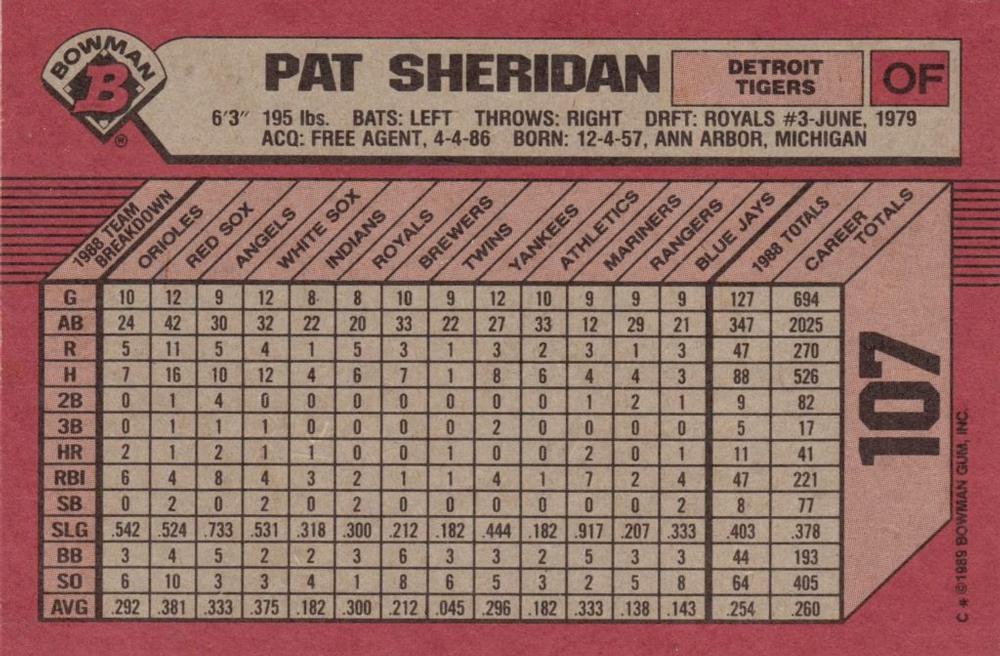 BOWMAN
B
®
PAT SHERIDAN
DETROIT
TIGERS
OF
6'3" 195 lbs. BATS: LEFT THROWS: RIGHT DRFT: ROYALS #3-JUNE, 1979
ACQ: FREE AGENT, 4-4-86 BORN: 12-4-57, ANN ARBOR, MICHIGAN
1988 TEAM BREAKDOWN ORIOLES RED SOX ANGELS WHITE SOX INDIANS ROYALS BREWERS TWINS YANKEES ATHLETICS MARINERS RANGERS BLUE JAYS 1988 TOTALS CAREER TOTALS
G 10 12 9 12 8 8 10 9 12 10 9 9 9 127 694
AB 24 42 30 32 22 20 33 22 27 33 12 29 21 347 2025
R 5 11 5 4 1 5 3 1 3 2 3 1 3 47 270
H 7 16 10 12 4 6 7 1 8 6 4 4 3 88 526
2B 0 1 4 0 0 0 0 0 0 0 1 2 1 9 82
3B 0 1 1 1 0 0 0 0 2 0 0 0 0 5 17
HR 2 1 2 1 1 0 0 1 0 0 2 0 1 11 41
RBI 6 4 8 4 3 2 1 1 4 1 7 2 4 47 221
SB 0 2 0 2 0 2 0 0 0 0 0 0 2 8 77
SLG .542 .524 .733 .531 .318 .300 .212 .182 .444 .182 .917 .207 .333 .403 .378
BB 3 4 5 2 2 3 6 3 3 2 5 3 3 44 193
SO 6 10 3 3 4 1 8 6 5 3 2 5 8 64 405
AVG .292 .381 .333 .375 .182 .300 .212 .045 .296 .182 .333 .138 .143 .254 .260
107
C * ©1989 BOWMAN GUM, INC.